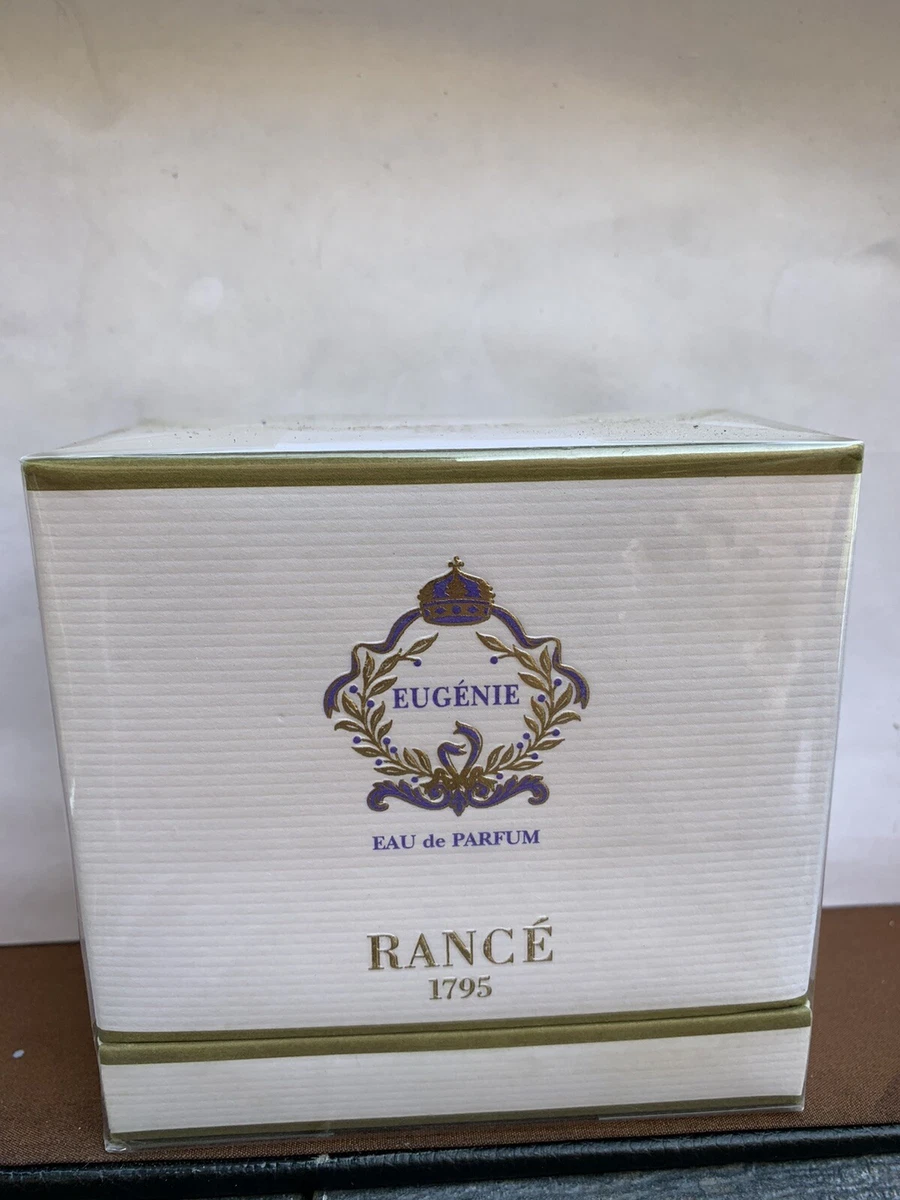 EUGÉNIE
EAU de PARFUM
RANCÉ
1795